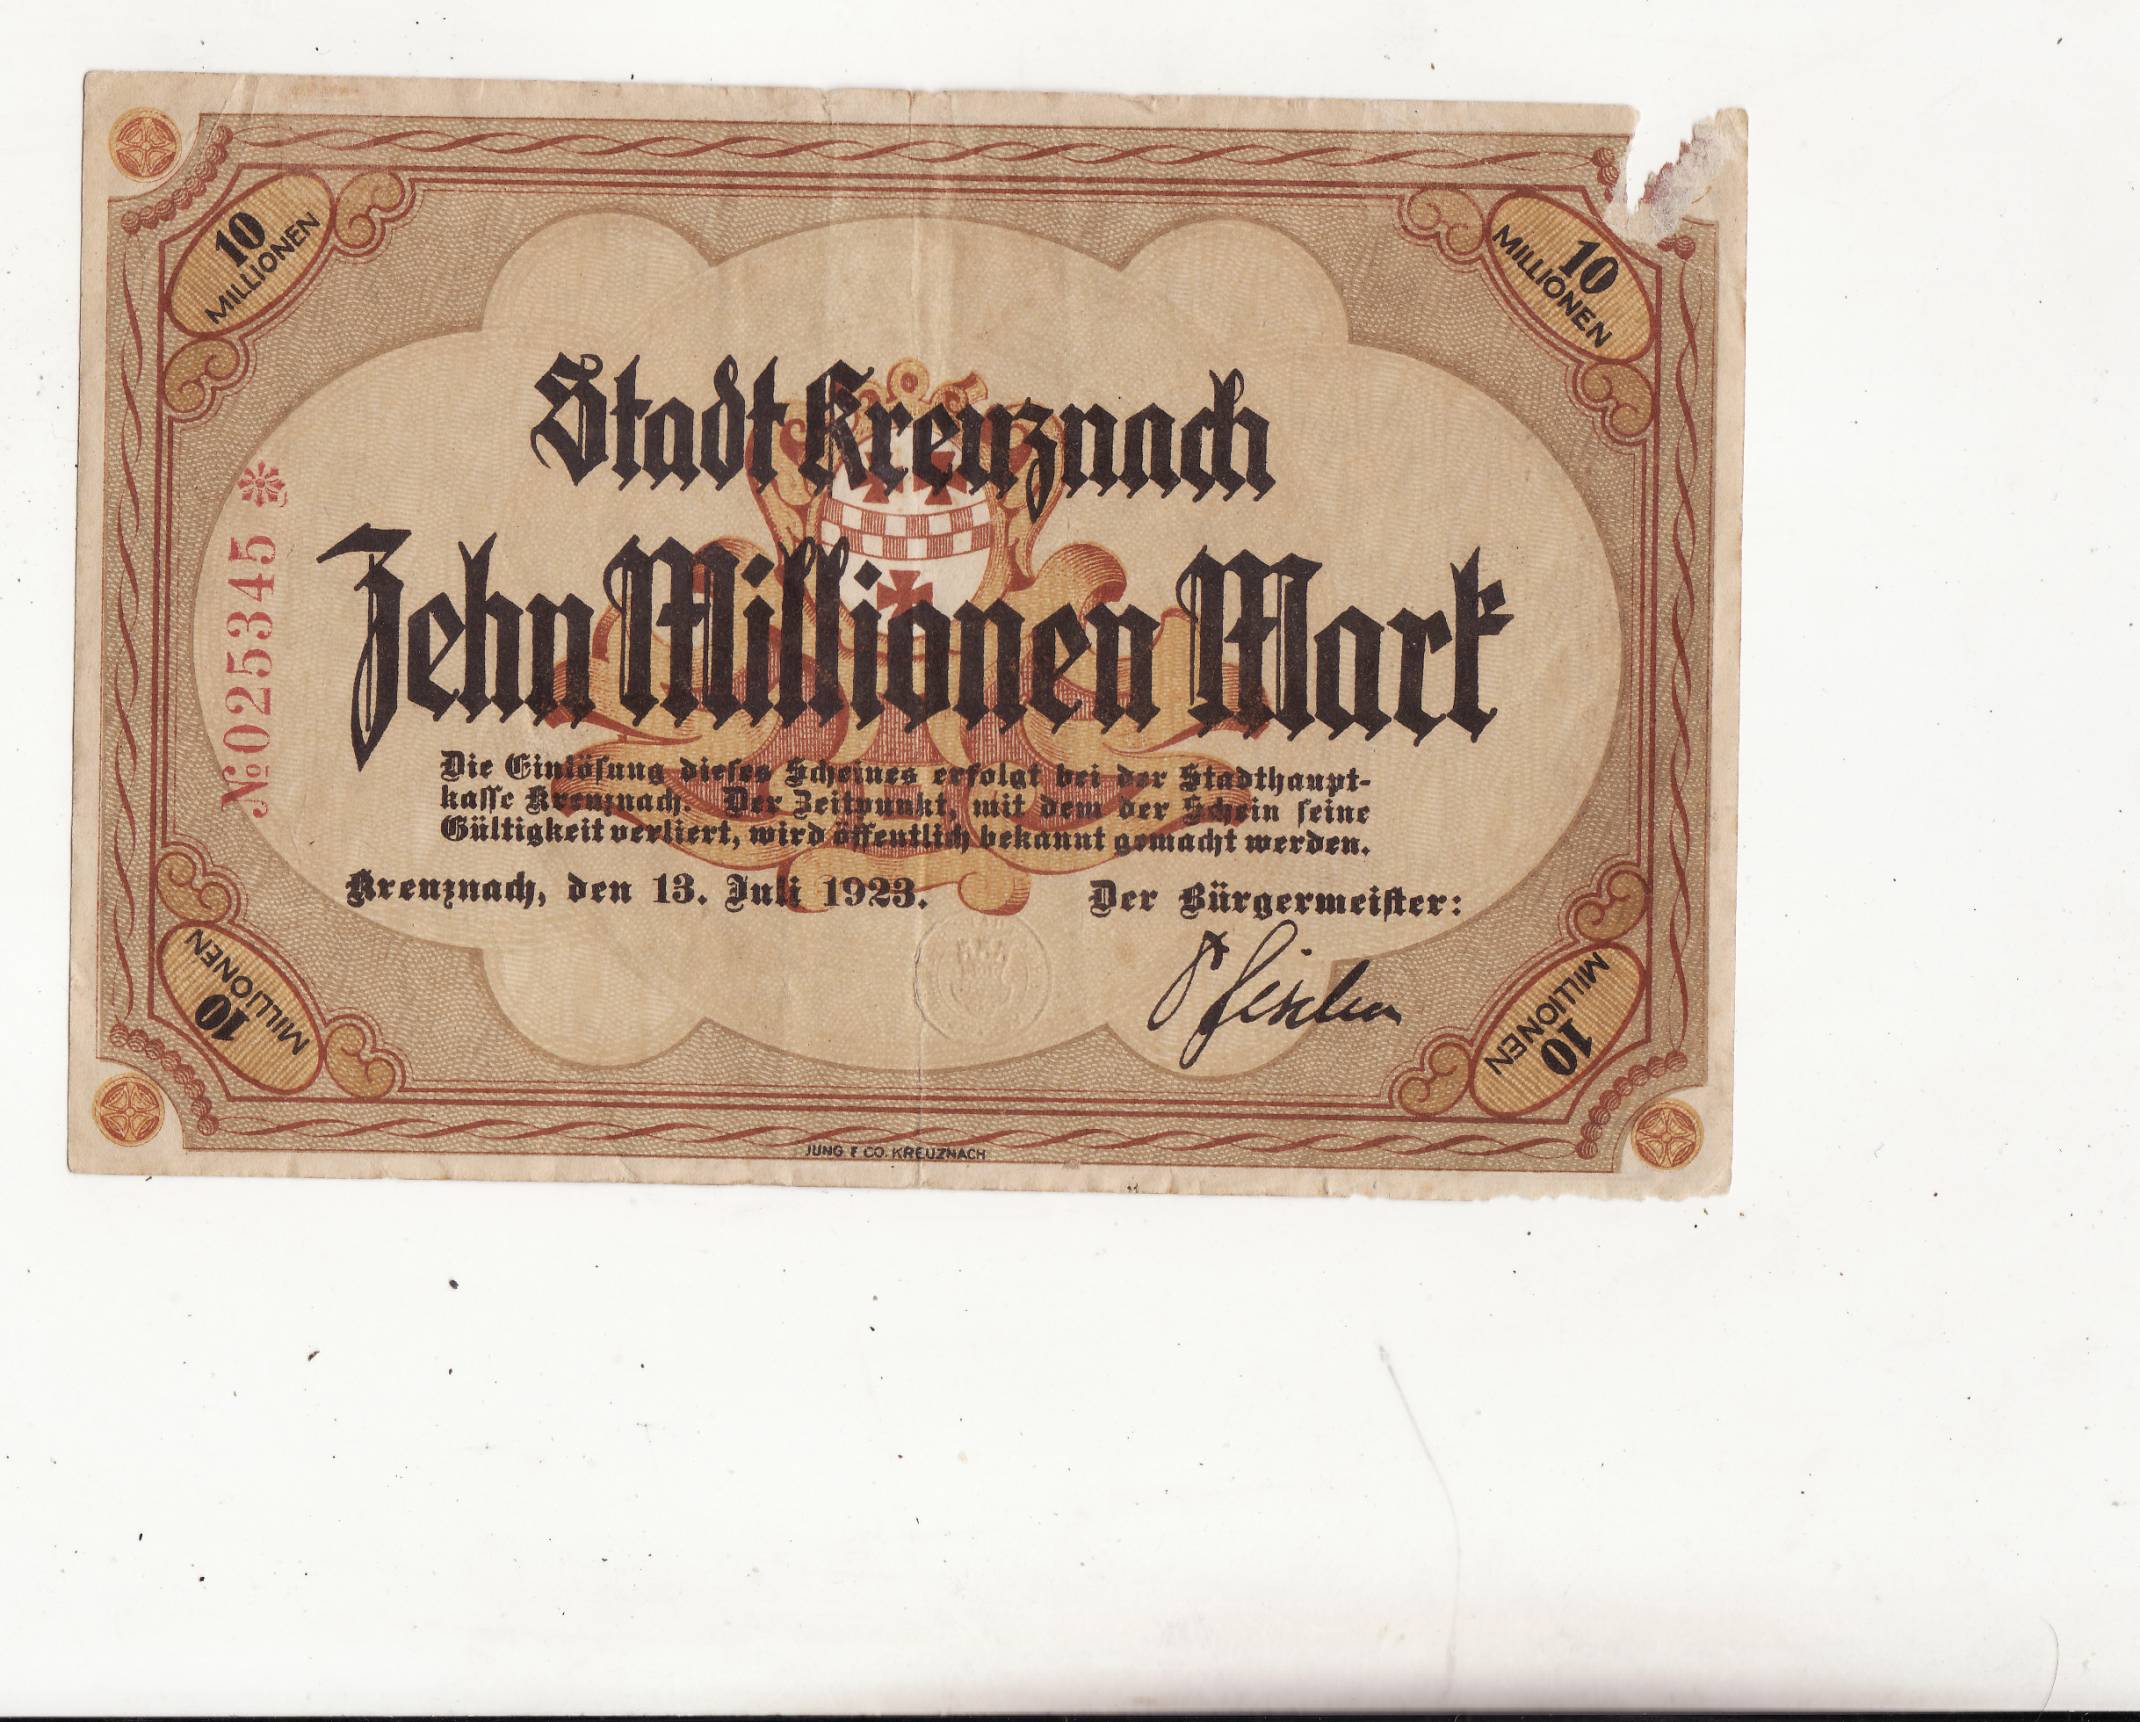 10
MILLIONEN
10
MILLIONEN
Stadt Kreuznach
Zehn Millionen Mark
№025345 *
Die Einlösung dieses Scheines erfolgt bei der Stadthaupt-
kasse Kreuznach. Der Zeitpunkt, mit dem der Schein seine
Gültigkeit verliert, wird öffentlich bekannt gemacht werden.
Kreuznach, den 13. Juli 1923.
Der Bürgermeister:
10
MILLIONEN
10
MILLIONEN
JUNG & CO. KREUZNACH